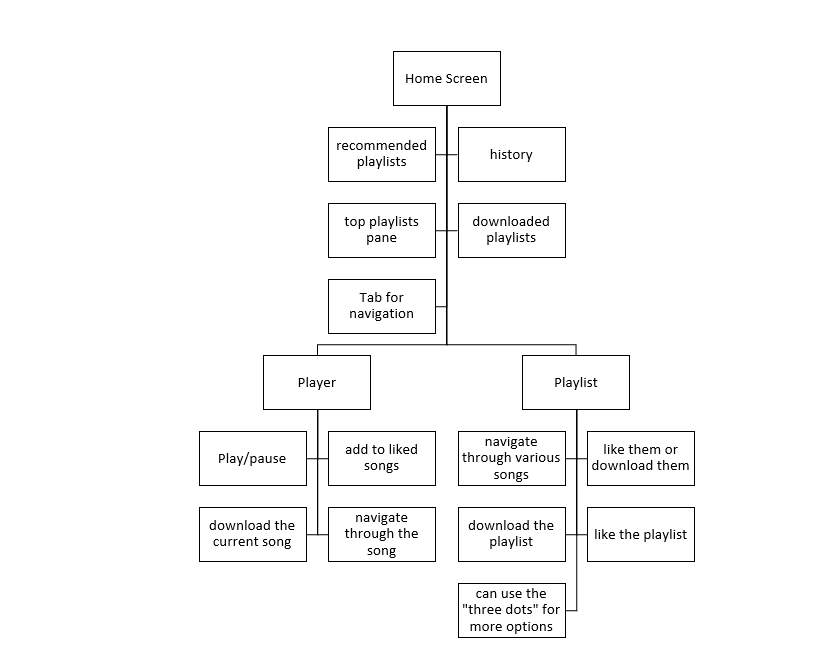 Home Screen
recommended
playlists
history
top playlists
pane
downloaded
playlists
Tab for
navigation
Player
Playlist
Play/pause
add to liked
songs
navigate
through various
songs
like them or
download them
download the
current song
navigate
through the
song
download the
playlist
like the playlist
can use the
"three dots" for
more options